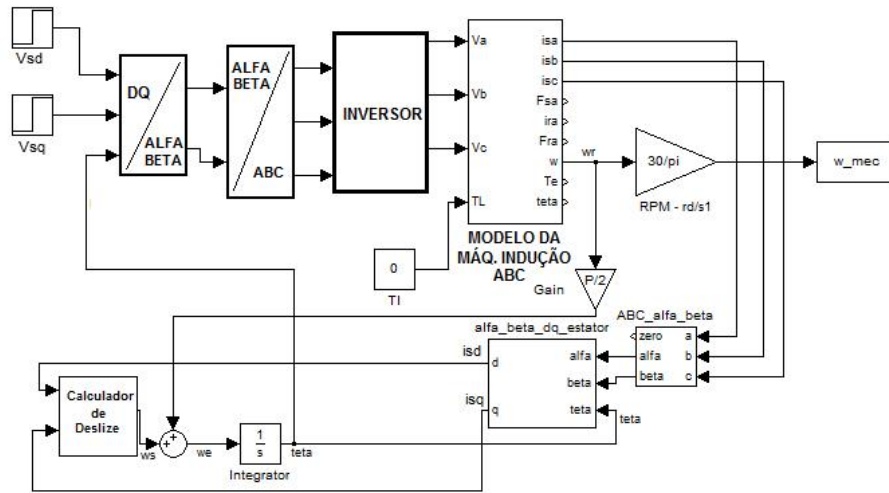 Vsd
Vsq
DQ
ALFA
BETA
ALFA
BETA
ABC
INVERSOR
Va
Vb
Vc
TL
isa
isb
isc
Fsa
ira
Fra
w
Te
teta
MODELO DA
MÁQ. INDUÇÃO
ABC
wr
30/pi
RPM - rd/s1
w_mec
0
Tl
P/2
Gain
ABC_alfa_beta
zero
alfa
beta
a
b
c
alfa_beta_dq_estator
d
q
alfa
beta
teta
teta
isd
isq
Calculador
de
Deslize
ws
+
+
we
1
s
Integrator
teta